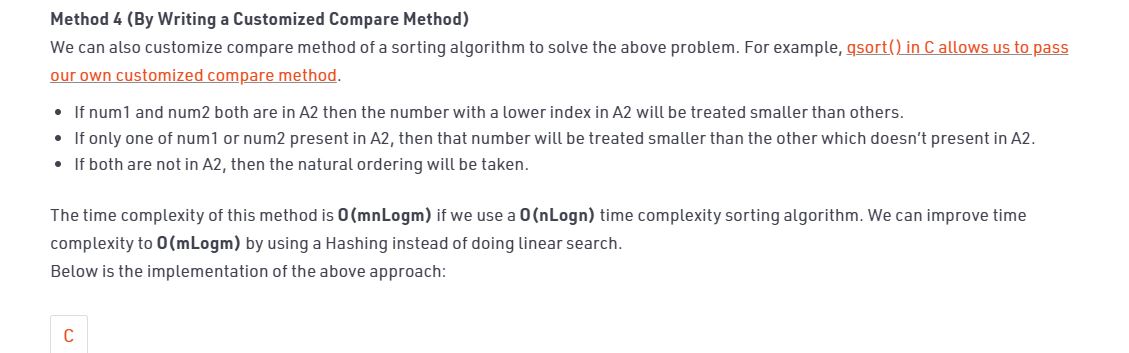 Method 4 (By Writing a Customized Compare Method)
We can also customize compare method of a sorting algorithm to solve the above problem. For example, qsort() in C allows us to pass
our own customized compare method.
• If num1 and num2 both are in A2 then the number with a lower index in A2 will be treated smaller than others.
• If only one of num1 or num2 present in A2, then that number will be treated smaller than the other which doesn't present in A2.
• If both are not in A2, then the natural ordering will be taken.
The time complexity of this method is O(mnLogm) if we use a O(nLogn) time complexity sorting algorithm. We can improve time
complexity to O(mLogm) by using a Hashing instead of doing linear search.
Below is the implementation of the above approach:
C